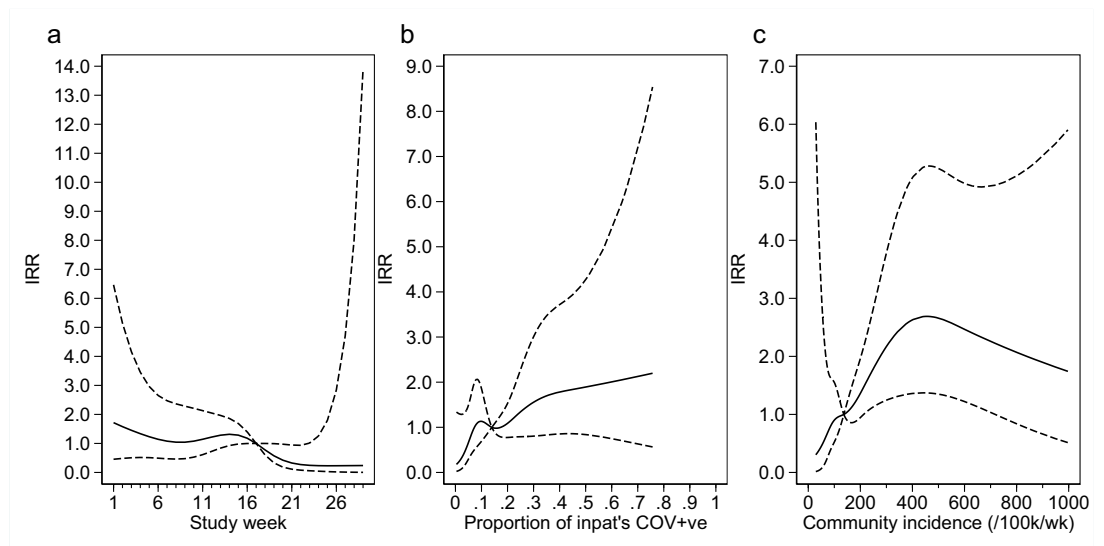 a
b
c
IRR
14.0
13.0
12.0
11.0
10.0
9.0
8.0
7.0
6.0
5.0
4.0
3.0
2.0
1.0
0.0
1 6 11 16 21 26
Study week
IRR
9.0
8.0
7.0
6.0
5.0
4.0
3.0
2.0
1.0
0.0
0 .1 .2 .3 .4 .5 .6 .7 .8 .9 1
Proportion of inpat's COV+ve
IRR
7.0
6.0
5.0
4.0
3.0
2.0
1.0
0.0
0 200 400 600 800 1000
Community incidence (/100k/wk)